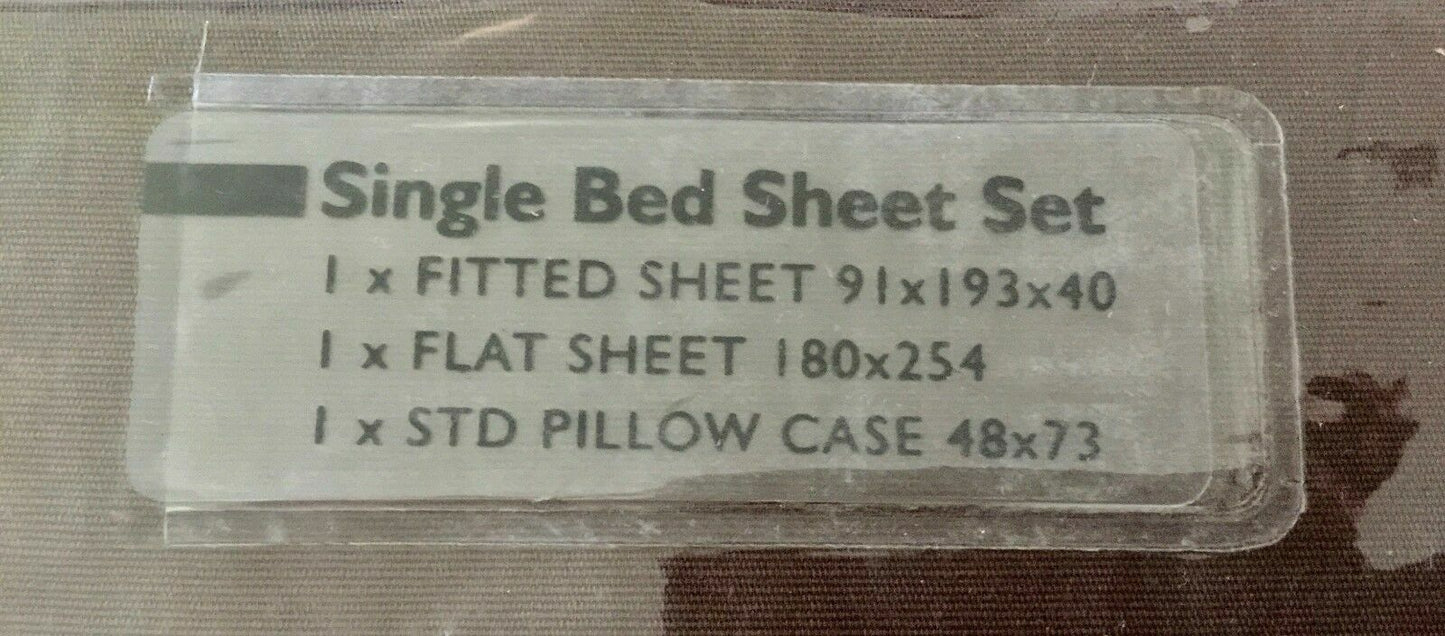 Single Bed Sheet Set
1 x FITTED SHEET 91x193x40
1 x FLAT SHEET 180x254
1 x STD PILLOW CASE 48x73